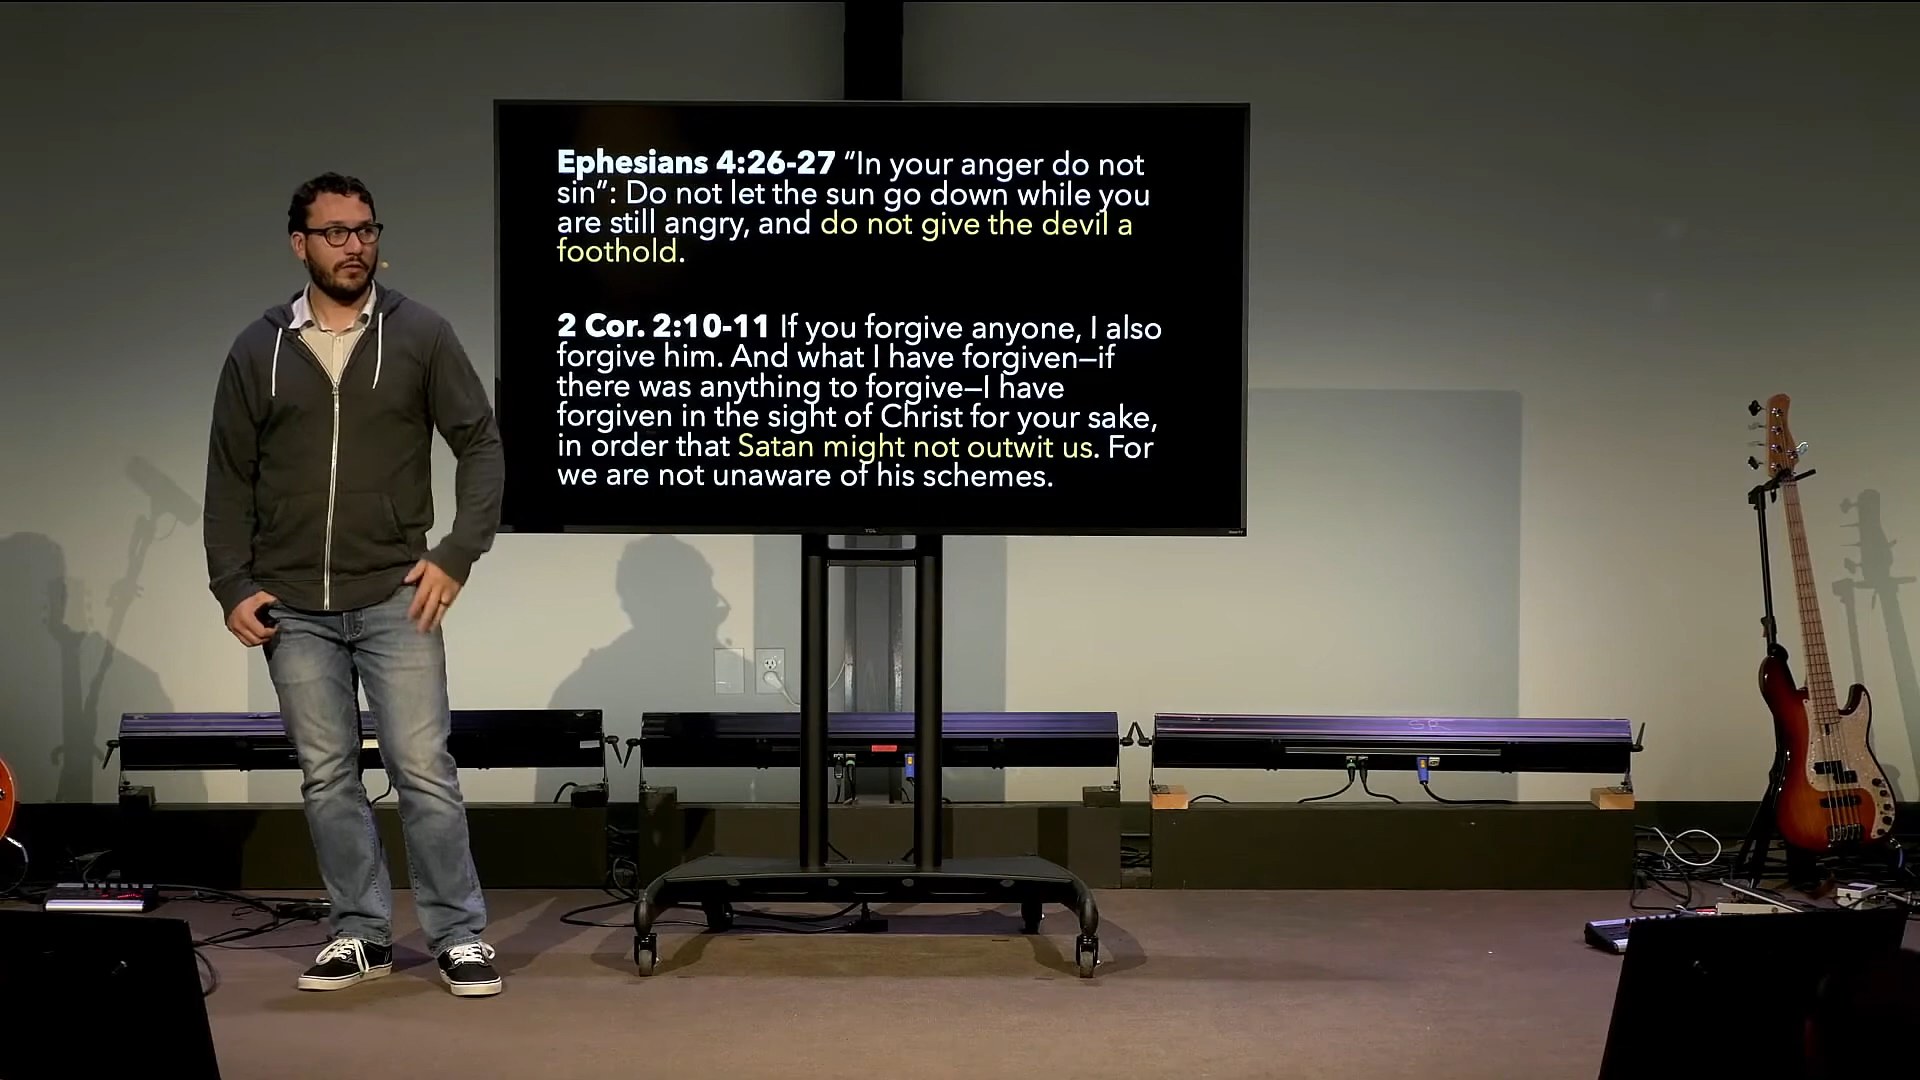 Ephesians 4:26-27 “In your anger do not
sin”: Do not let the sun go down while you
are still angry, and do not give the devil a
foothold.
2 Cor. 2:10-11 If you forgive anyone, I also
forgive him. And what I have forgiven—if
there was anything to forgive—I have
forgiven in the sight of Christ for your sake,
in order that Satan might not outwit us. For
we are not unaware of his schemes.
TCL
SR